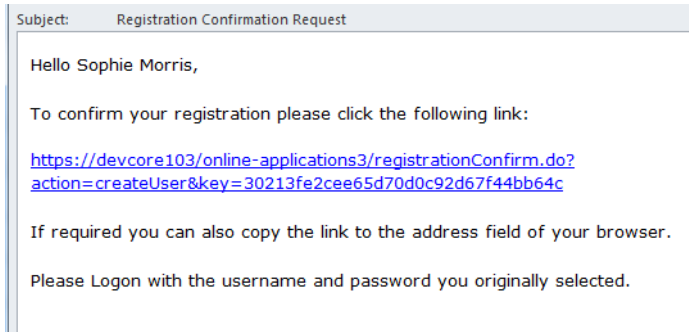 Subject: Registration Confirmation Request
Hello Sophie Morris,
To confirm your registration please click the following link:
https://devcore103/online-applications3/registrationConfirm.do?
action=createUser&key=30213fe2cee65d70d0c92d67f44bb64c
If required you can also copy the link to the address field of your browser.
Please Logon with the username and password you originally selected.